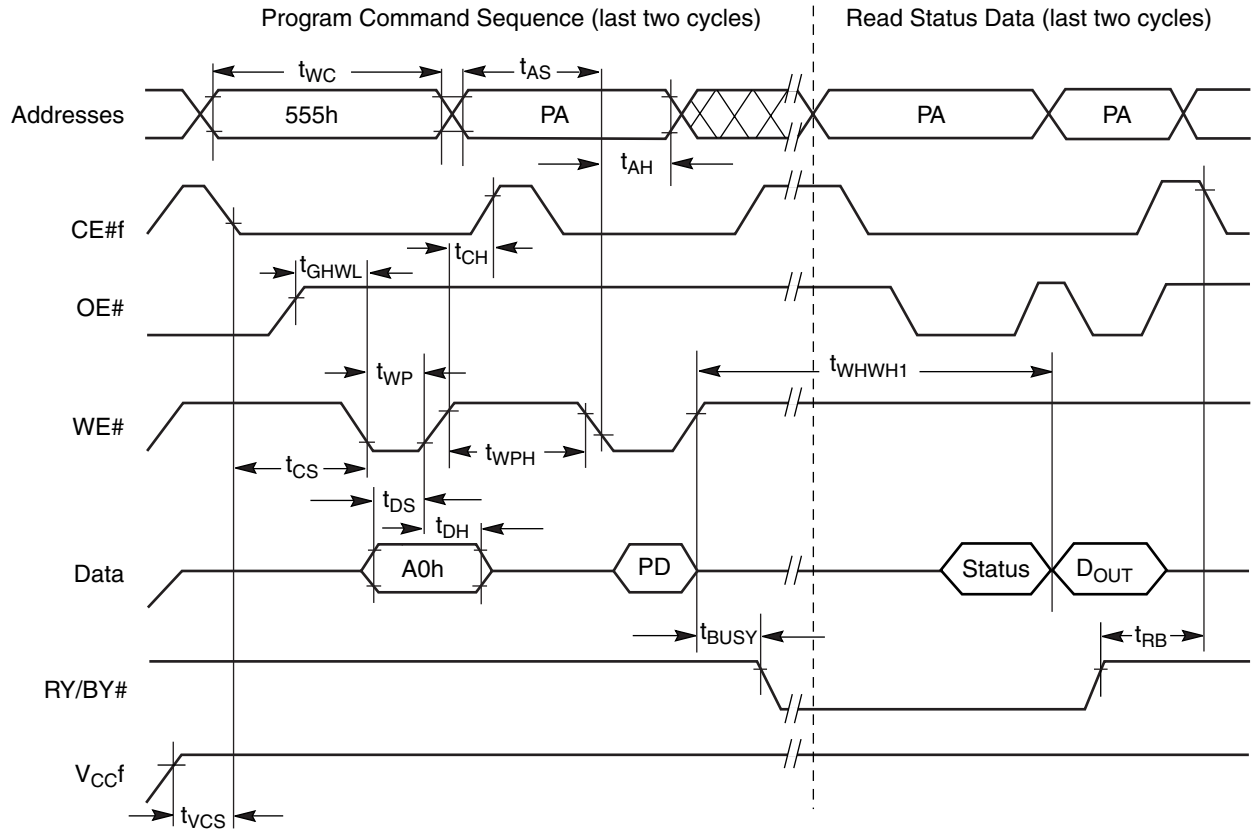 Program Command Sequence (last two cycles) Read Status Data (last two cycles)
tWC tAS
Addresses 555h PA PA PA
tAH
CE#f
tCH
tGHWL
OE#
tWP tWHWH1
WE#
tWPH
tCS
tDS
tDH
Data A0h PD Status DOUT
tBUSY tRB
RY/BY#
VCCf
tVCS